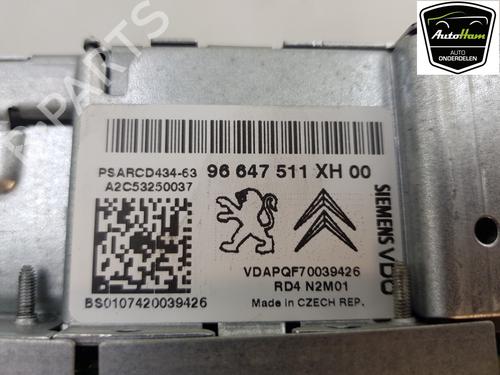 AutoHam
AUTO
ONDERDELEN
B-PARTS
PSARCD434-63
96 647 511 XH 00
A2C53250037
SIEMENS VDO
VDAPQF70039426
RD4 N2M01
BS0107420039426
Made in CZECH REP.